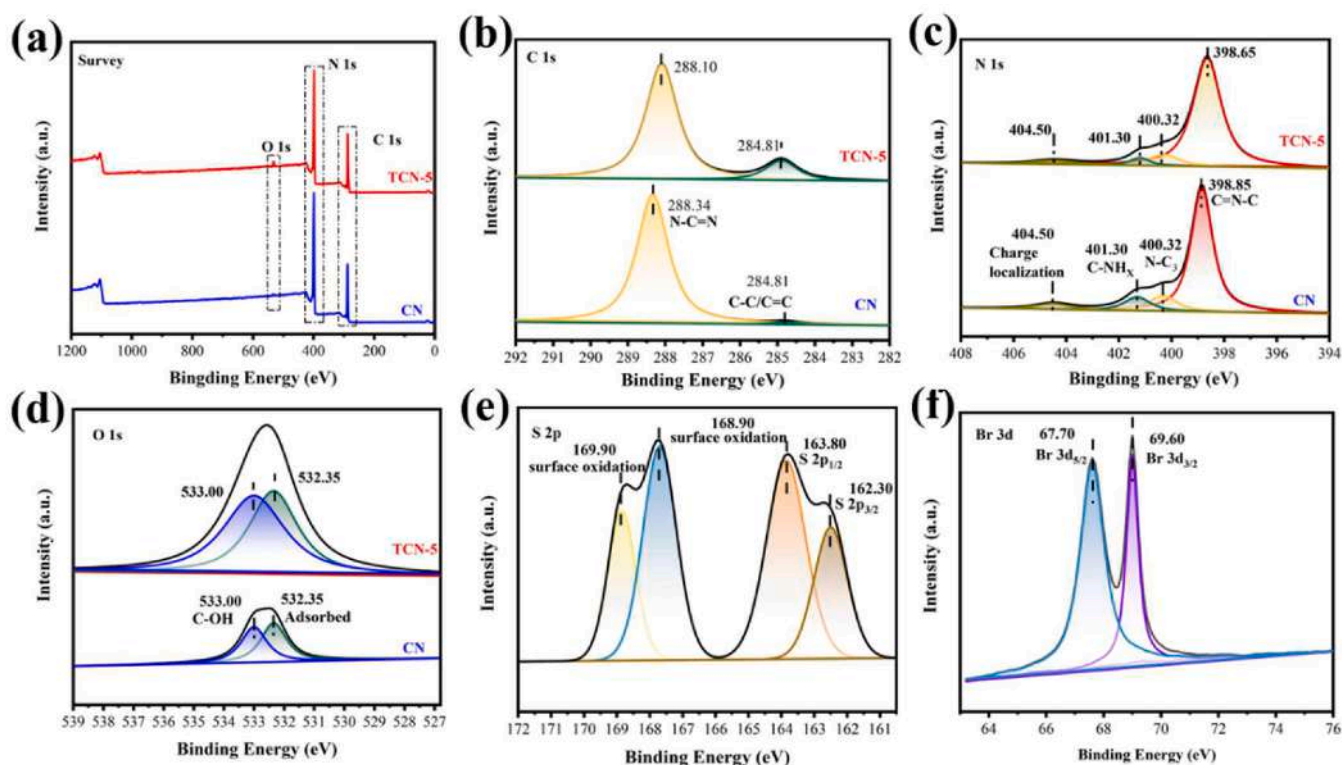 (a)
Survey
N 1s
O 1s
C 1s
TCN-5
CN
Intensity (a.u.)
1200 1000 800 600 400 200 0
Bingding Energy (eV)
(b)
C 1s
288.10
284.81
TCN-5
288.34
N-C=N
284.81
C-C/C=C
CN
Intensity (a.u.)
292 291 290 289 288 287 286 285 284 283 282
Binding Energy (eV)
(c)
N 1s
398.65
404.50
401.30
400.32
TCN-5
398.85
C=N-C
404.50
Charge
localization
401.30
C-NHX
400.32
N-C3
CN
Intensity (a.u.)
408 406 404 402 400 398 396 394
Binding Energy (eV)
(d)
O 1s
533.00
532.35
TCN-5
533.00
C-OH
532.35
Adsorbed
CN
Intensity (a.u.)
539 538 537 536 535 534 533 532 531 530 529 528 527
Binding Energy (eV)
(e)
S 2p
169.90
surface oxidation
168.90
surface oxidation
163.80
S 2p1/2
162.30
S 2p3/2
Intensity (a.u.)
172 171 170 169 168 167 166 165 164 163 162 161
Binding Energy (eV)
(f)
Br 3d
67.70
Br 3d5/2
69.60
Br 3d3/2
Intensity (a.u.)
64 66 68 70 72 74 76
Binding Energy (eV)